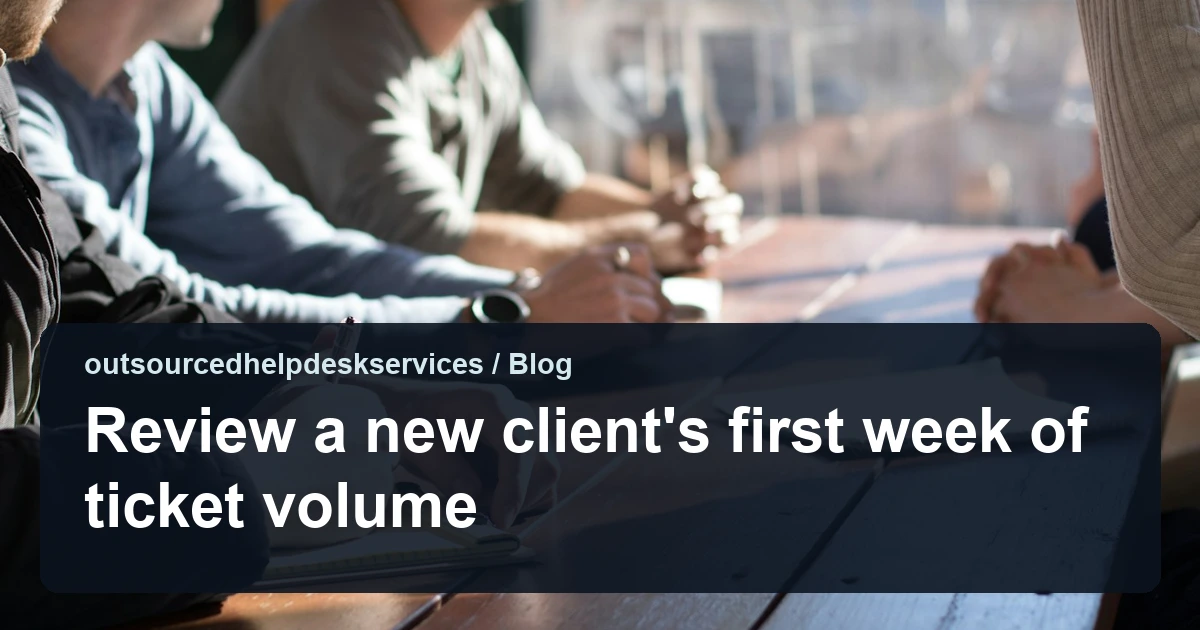 outsourcedhelpdeskservices / Blog
Review a new client's first week of
ticket volume